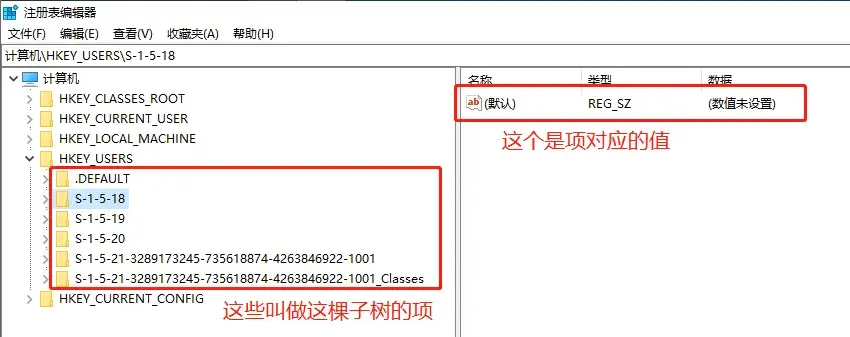 注册表编辑器
文件(F) 编辑(E) 查看(V) 收藏夹(A) 帮助(H)
计算机\HKEY_USERS\S-1-5-18
计算机
HKEY_CLASSES_ROOT
HKEY_CURRENT_USER
HKEY_LOCAL_MACHINE
HKEY_USERS
.DEFAULT
S-1-5-18
S-1-5-19
S-1-5-20
S-1-5-21-3289173245-735618874-4263846922-1001
S-1-5-21-3289173245-735618874-4263846922-1001_Classes
HKEY_CURRENT_CONFIG
这些叫做这棵子树的项
名称 类型 数据
ab (默认) REG_SZ (数值未设置)
这个是项对应的值